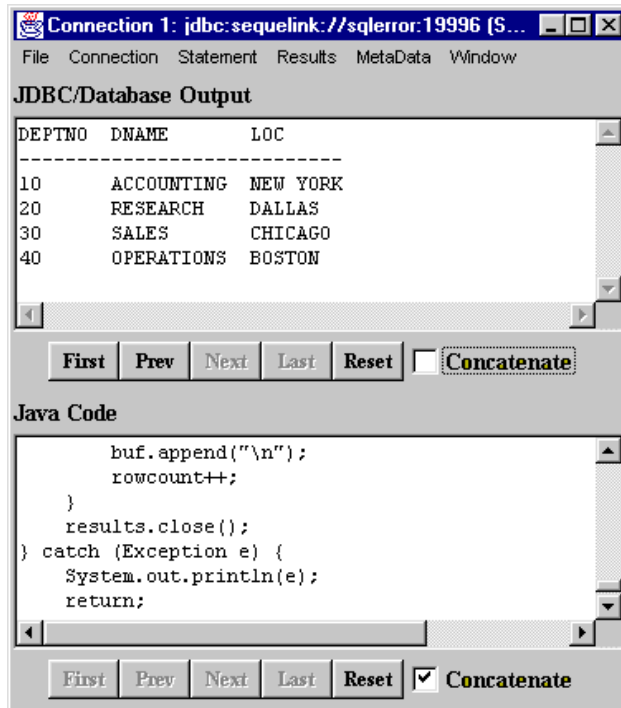 Connection 1: jdbc:sequelink://sqlerror:19996 (S...
File Connection Statement Results MetaData Window
JDBC/Database Output
DEPTNO DNAME LOC
------------------------------
10 ACCOUNTING NEW YORK
20 RESEARCH DALLAS
30 SALES CHICAGO
40 OPERATIONS BOSTON
First Prev Next Last Reset Concatenate
Java Code
buf.append("\n");
rowcount++;
}
results.close();
} catch (Exception e) {
System.out.println(e);
return;
First Prev Next Last Reset Concatenate